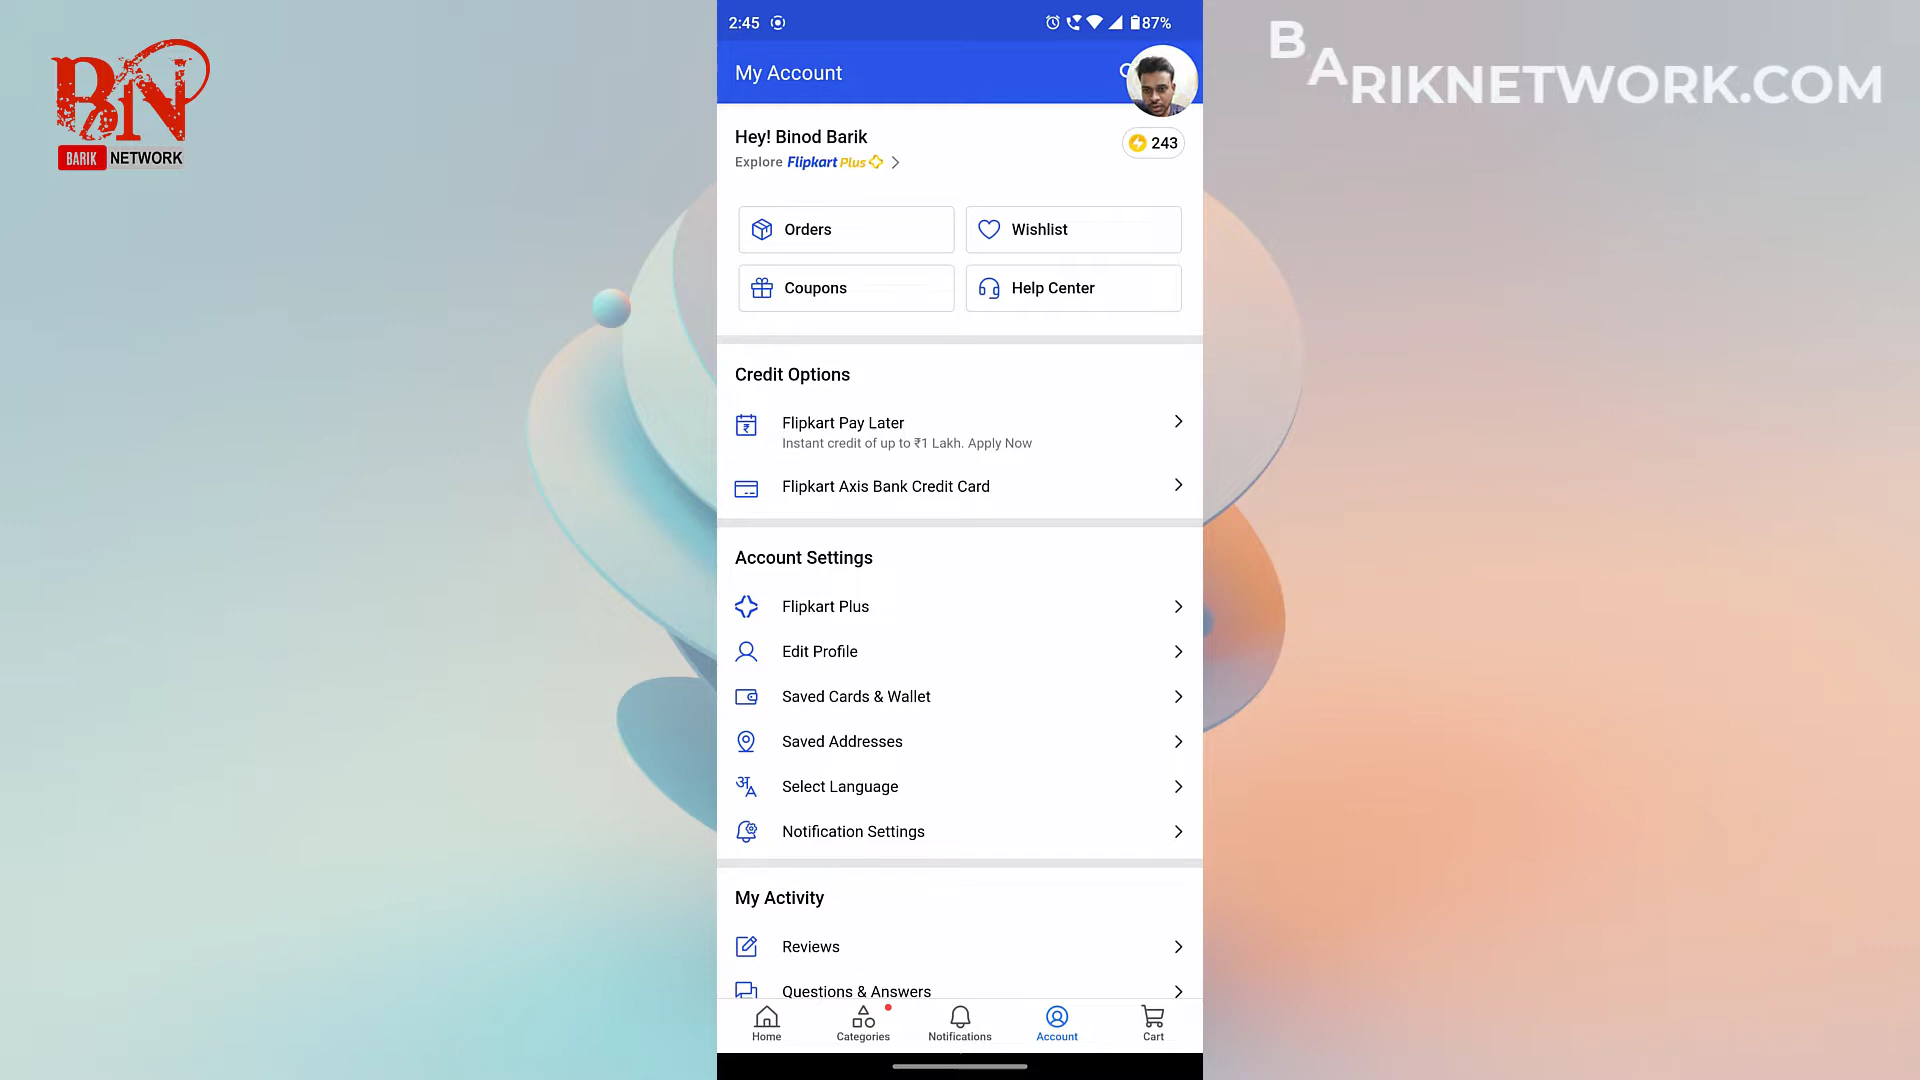 BN
BARIK NETWORK
BARIKNETWORK.COM
2:45
87%
My Account
Hey! Binod Barik
243
Explore Flipkart Plus
Orders
Wishlist
Coupons
Help Center
Credit Options
Flipkart Pay Later
Instant credit of up to ₹1 Lakh. Apply Now
Flipkart Axis Bank Credit Card
Account Settings
Flipkart Plus
Edit Profile
Saved Cards & Wallet
Saved Addresses
Select Language
Notification Settings
My Activity
Reviews
Questions & Answers
Home
Categories
Notifications
Account
Cart